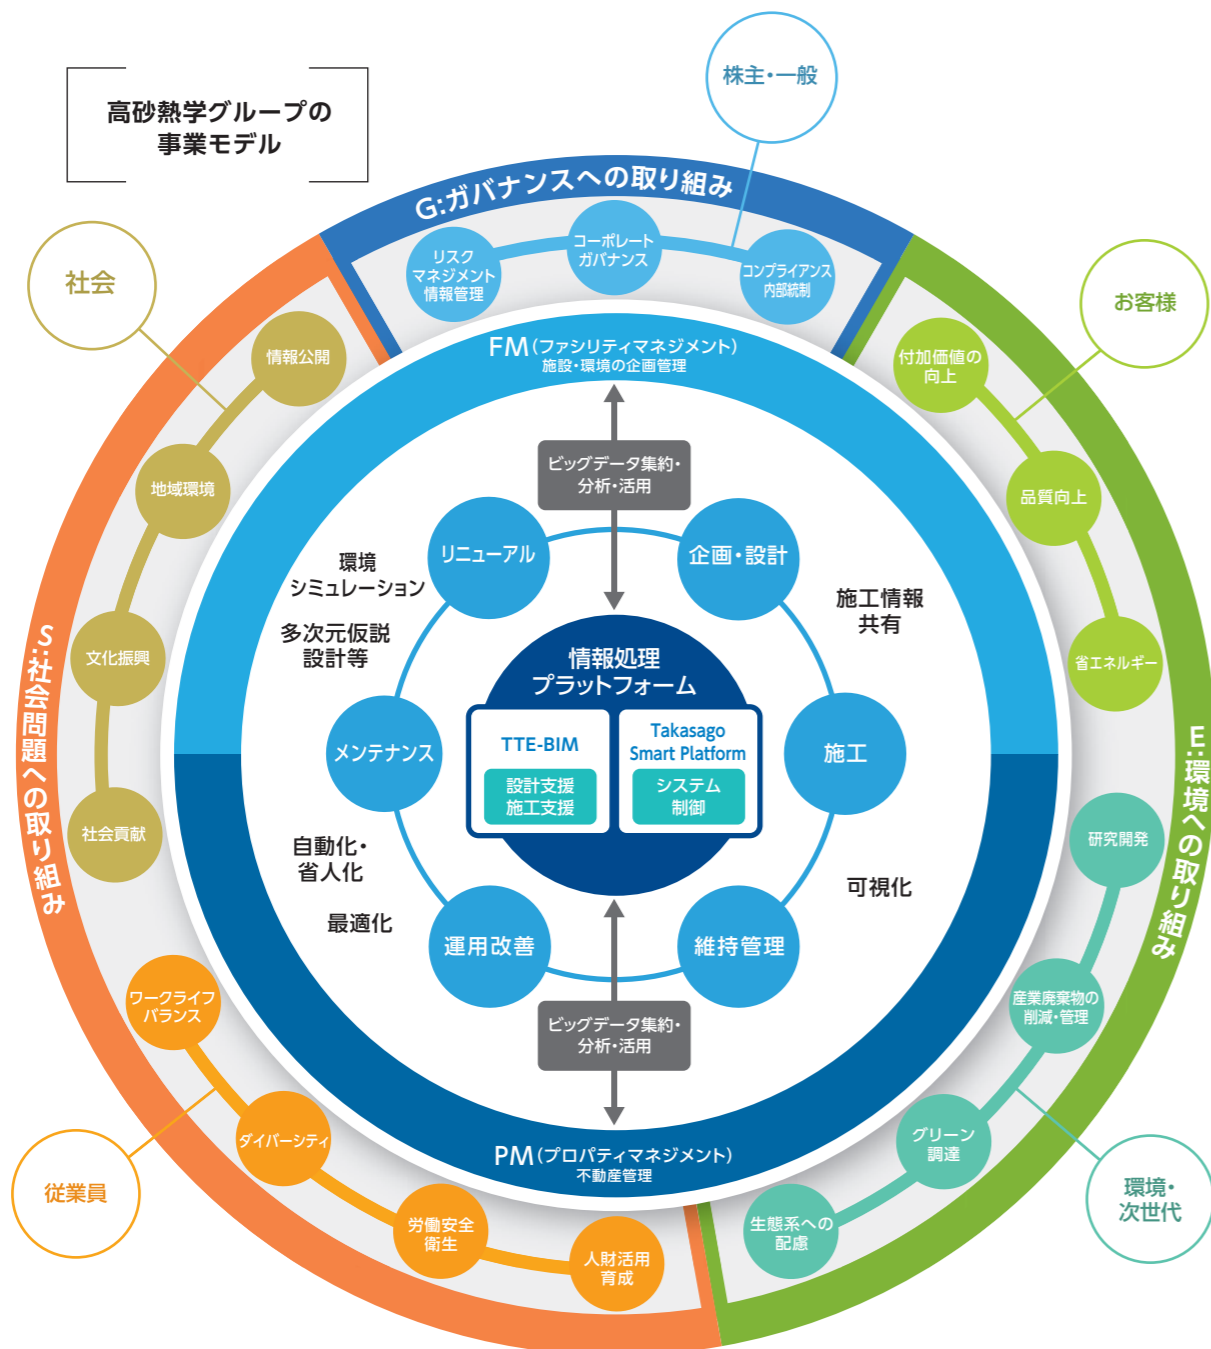 高砂熱学グループの
事業モデル
株主・一般
G:ガバナンスへの取り組み
リスク
マネジメント
情報管理
コーポレート
ガバナンス
コンプライアンス
内部統制
社会
情報公開
地域環境
文化振興
社会貢献
S:社会問題への取り組み
お客様
付加価値の
向上
品質向上
省エネルギー
E:環境への取り組み
研究開発
産業廃棄物の
削減・管理
グリーン
調達
生態系への
配慮
環境・
次世代
従業員
ワークライフ
バランス
ダイバーシティ
労働安全
衛生
人財活用
育成
FM(ファシリティマネジメント)
施設・環境の企画管理
ビッグデータ集約・
分析・活用
リニューアル
企画・設計
環境
シミュレーション
多次元仮説
設計等
施工情報
共有
情報処理
プラットフォーム
TTE-BIM
設計支援
施工支援
Takasago
Smart Platform
システム
制御
メンテナンス
施工
自動化・
省人化
最適化
可視化
運用改善
維持管理
ビッグデータ集約・
分析・活用
PM(プロパティマネジメント)
不動産管理